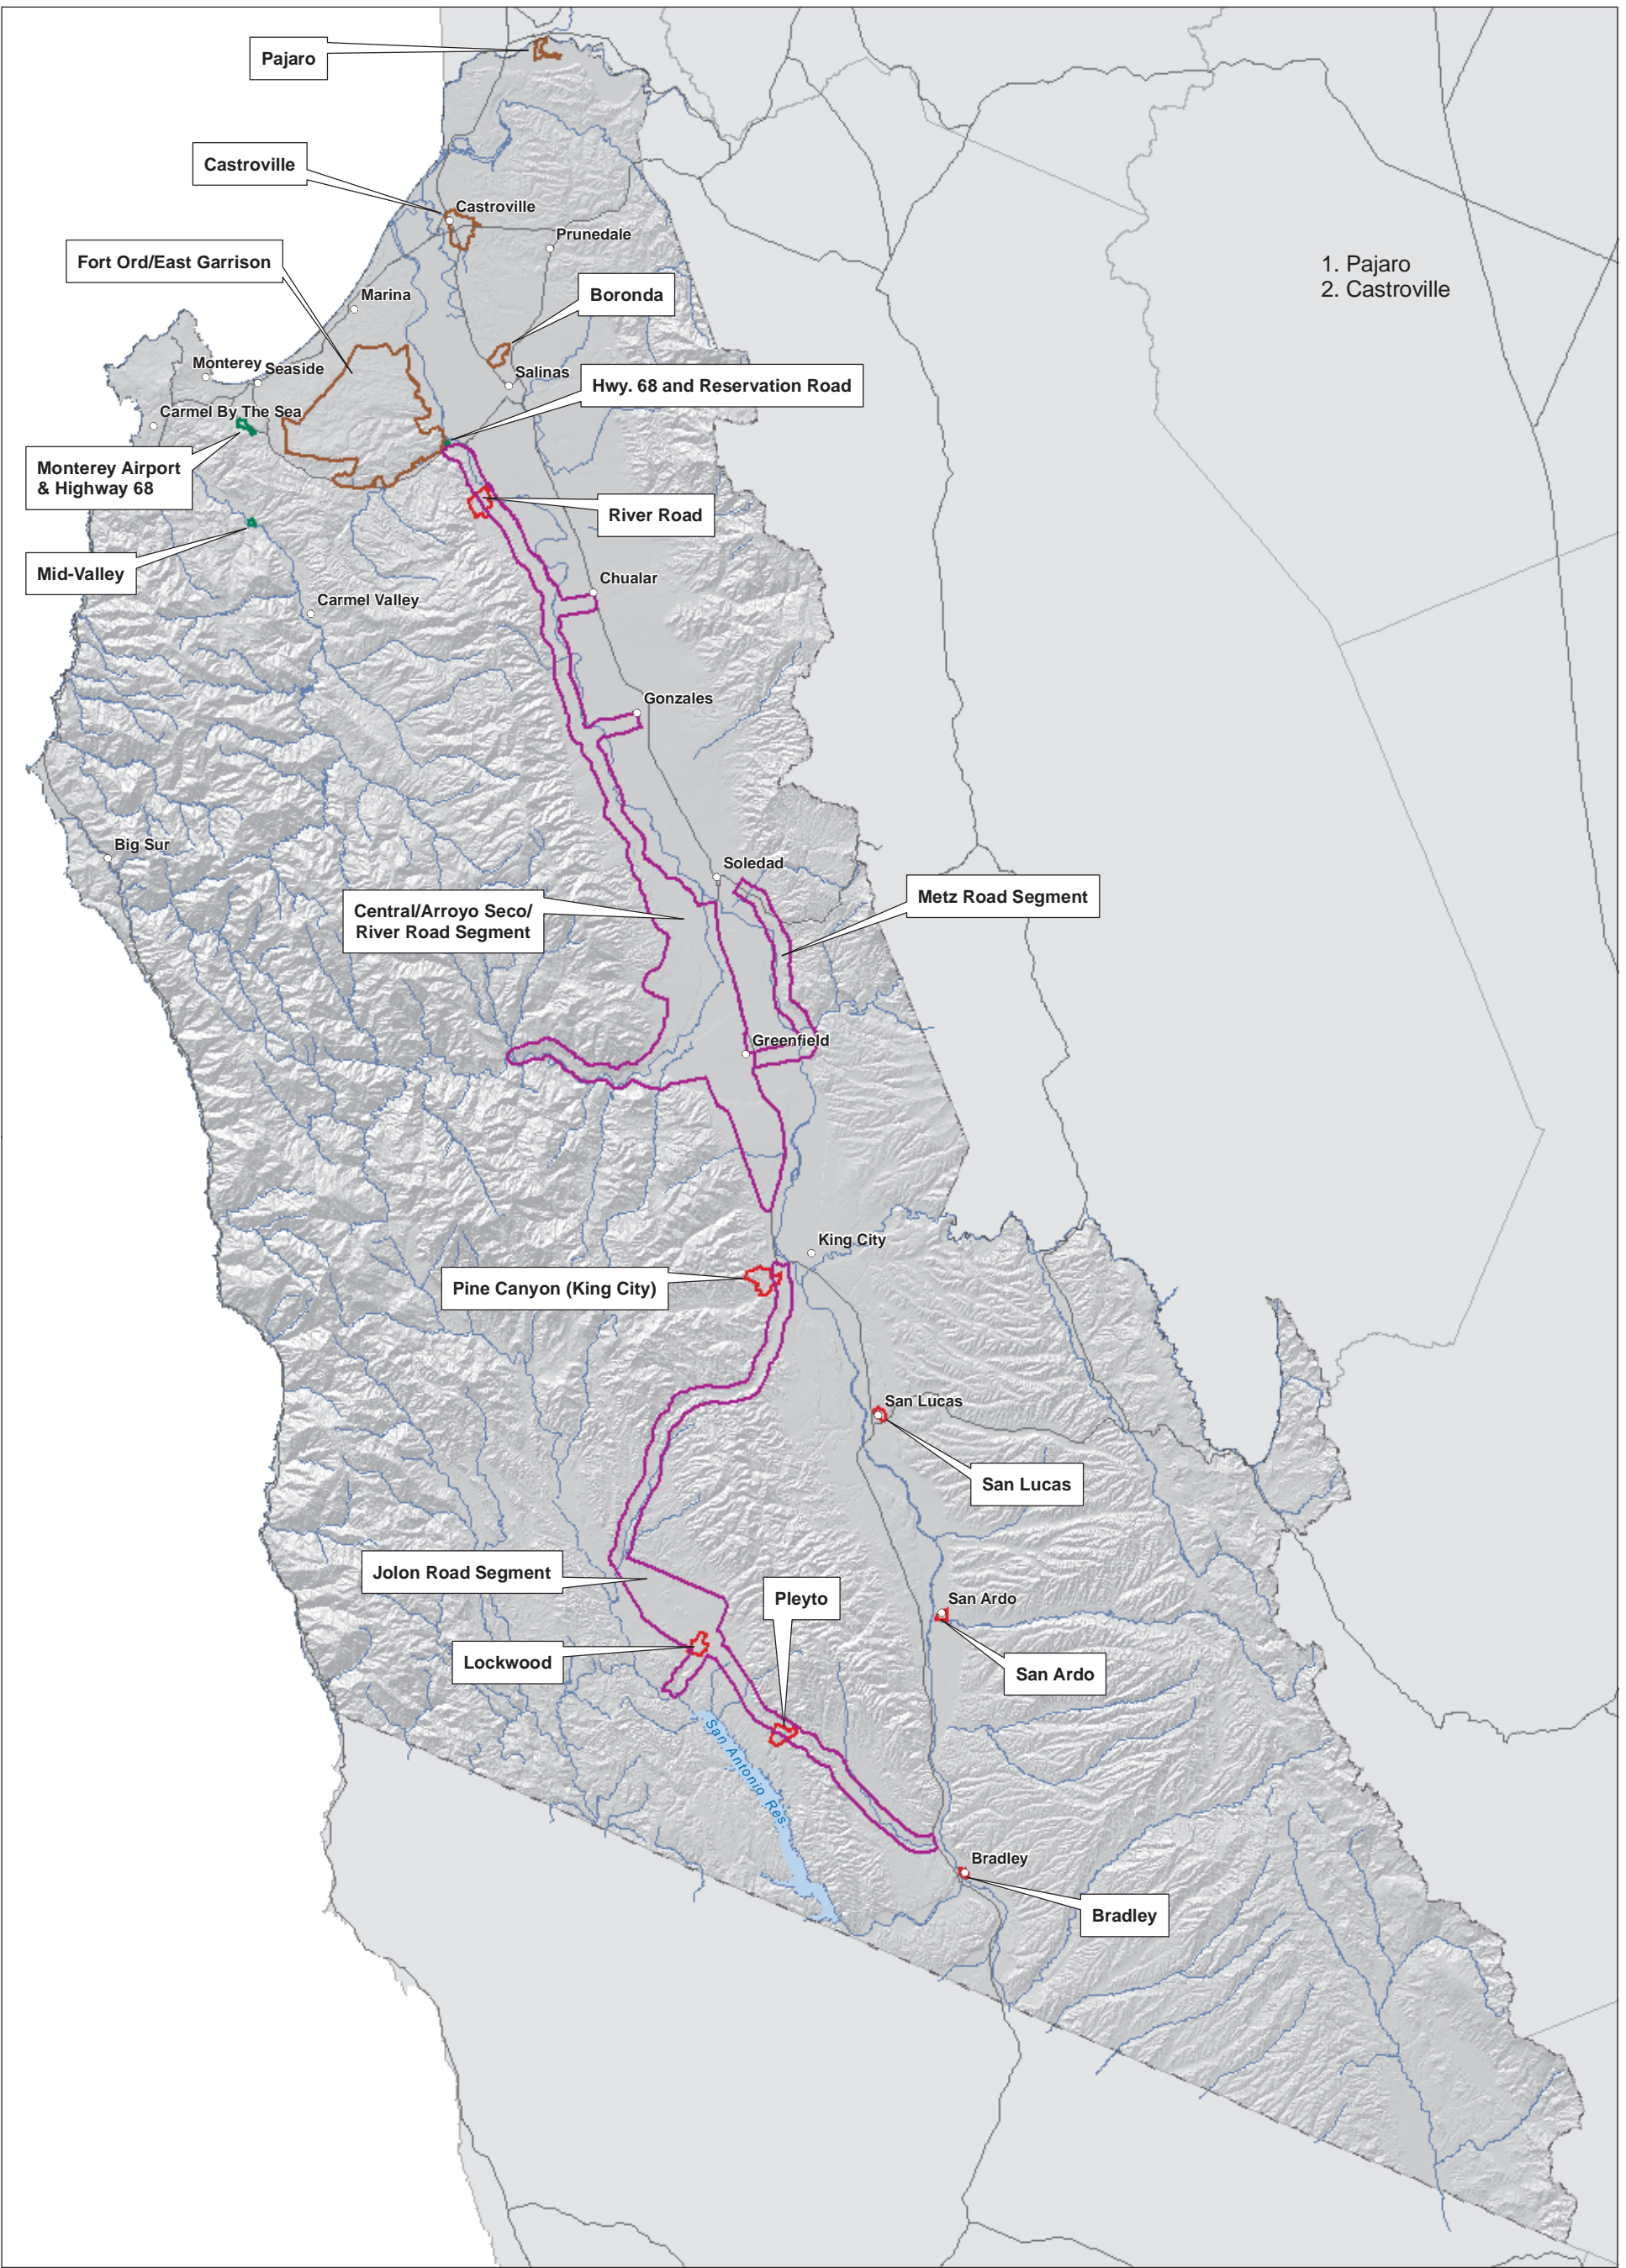 Pajaro
Castroville
Castroville
Prunedale
Fort Ord/East Garrison
1. Pajaro
2. Castroville
Boronda
Marina
Monterey
Seaside
Salinas
Hwy. 68 and Reservation Road
Carmel By The Sea
Monterey Airport
& Highway 68
River Road
Mid-Valley
Chualar
Carmel Valley
Gonzales
Big Sur
Soledad
Metz Road Segment
Central/Arroyo Seco/
River Road Segment
Greenfield
King City
Pine Canyon (King City)
San Lucas
San Lucas
Jolon Road Segment
Pleyto
San Ardo
Lockwood
San Ardo
San Antonio Res.
Bradley
Bradley